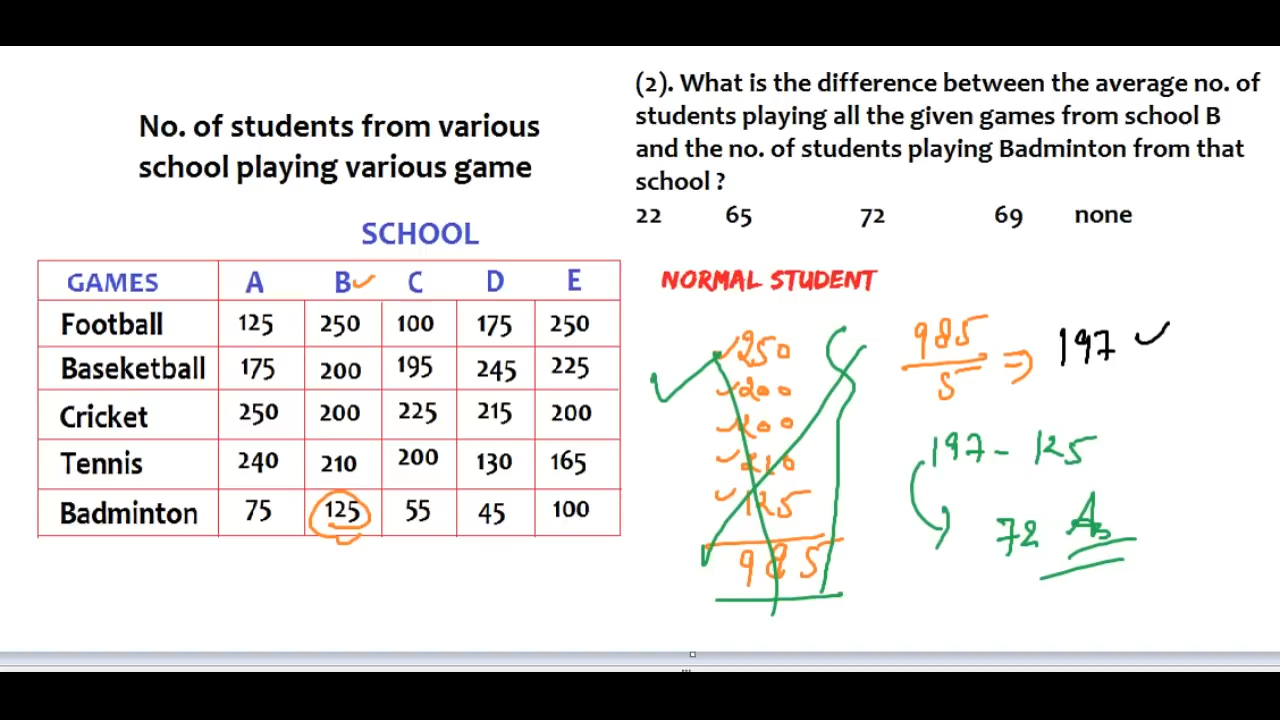 No. of students from various
school playing various game
SCHOOL
GAMES A B C D E
Football 125 250 100 175 250
Baseketball 175 200 195 245 225
Cricket 250 200 225 215 200
Tennis 240 210 200 130 165
Badminton 75 125 55 45 100
(2). What is the difference between the average no. of
students playing all the given games from school B
and the no. of students playing Badminton from that
school ?
22 65 72 69 none
NORMAL STUDENT
250
200
200
210
125
985
985
5
⇒ 197
197 - 125
72